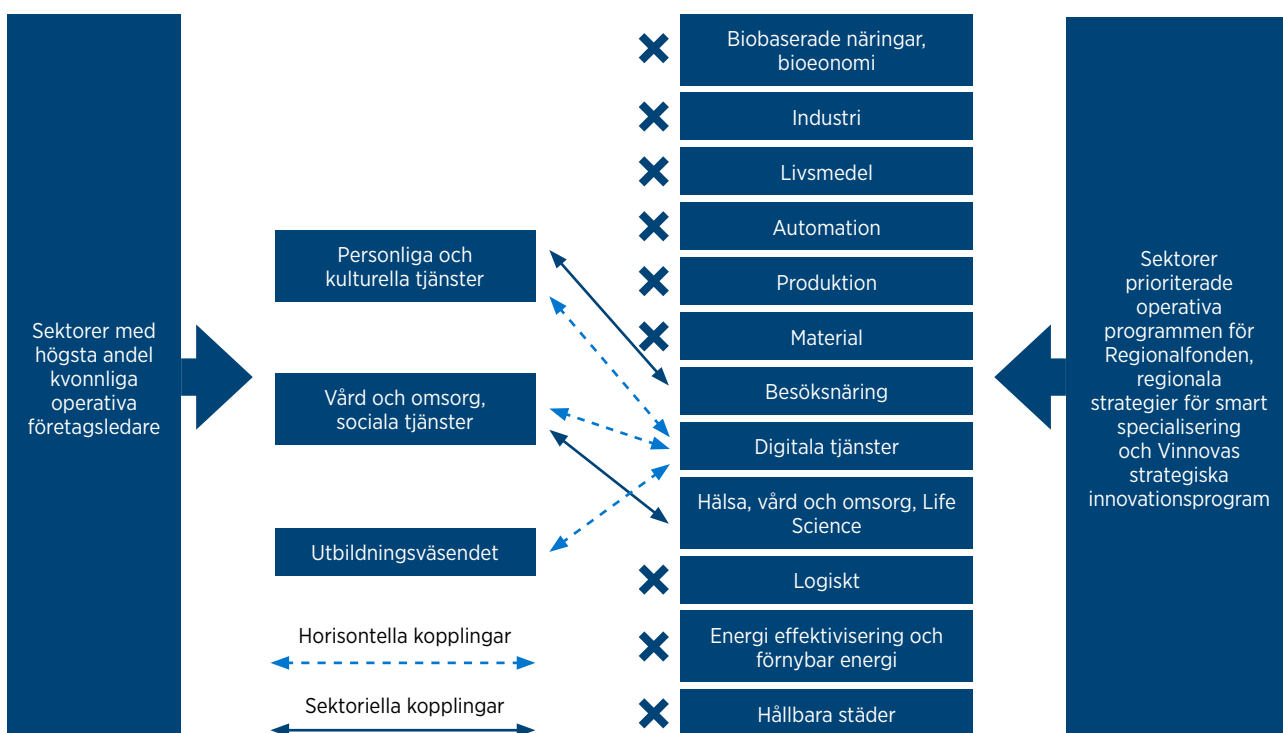 Sektorer med
högsta andel
kvonnliga
operativa
företagsledare
Personliga och
kulturella tjänster
Vård och omsorg,
sociala tjänster
Utbildningsväsendet
Horisontella kopplingar
Sektoriella kopplingar
Biobaserade näringar,
bioeconomi
Industri
Livsmedel
Automation
Produktion
Material
Besöksnäring
Digitala tjänster
Hälsa, vård och omsorg, Life
Science
Logiskt
Energi effektivisering och
förnybar energi
Hållbara städer
Sektorer
prioriterade
operativa
programmen för
Regionalfonden,
regionala
strategier för smart
specialisering
och Vinnovas
strategiska
innovationsprogram